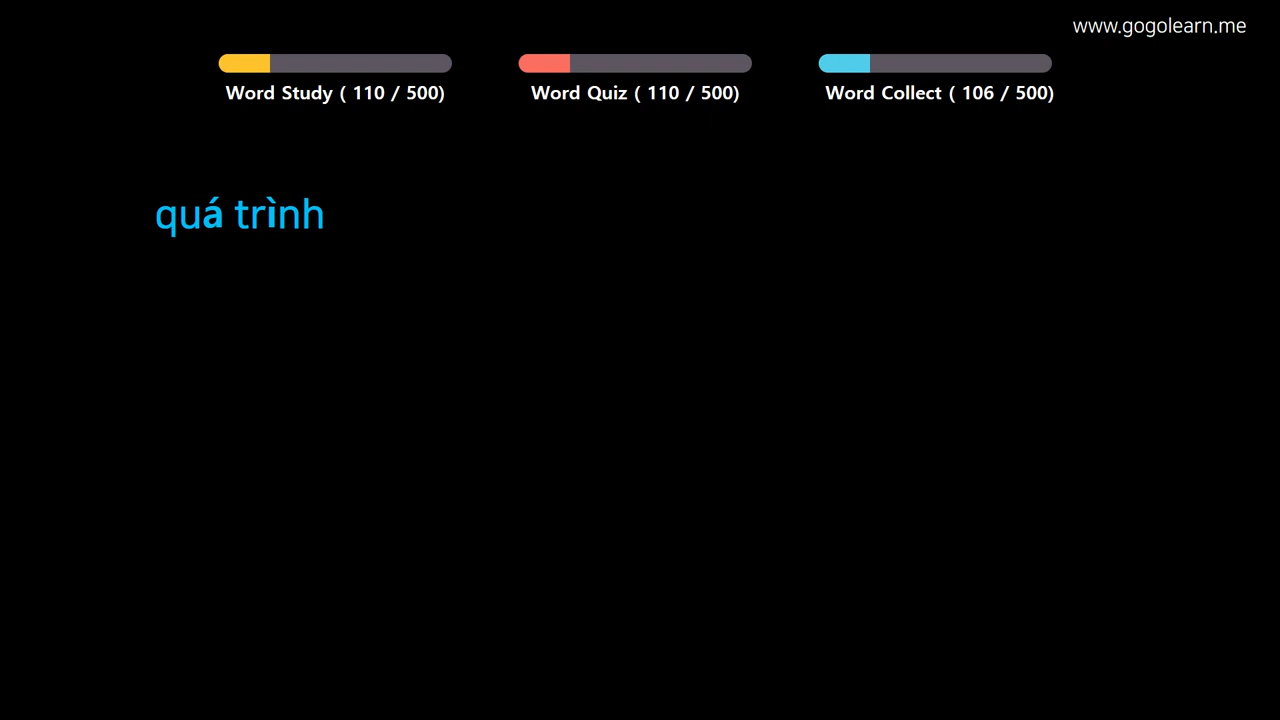 www.gogolearn.me
Word Study ( 110 / 500)
Word Quiz ( 110 / 500)
Word Collect ( 106 / 500)
quá trình